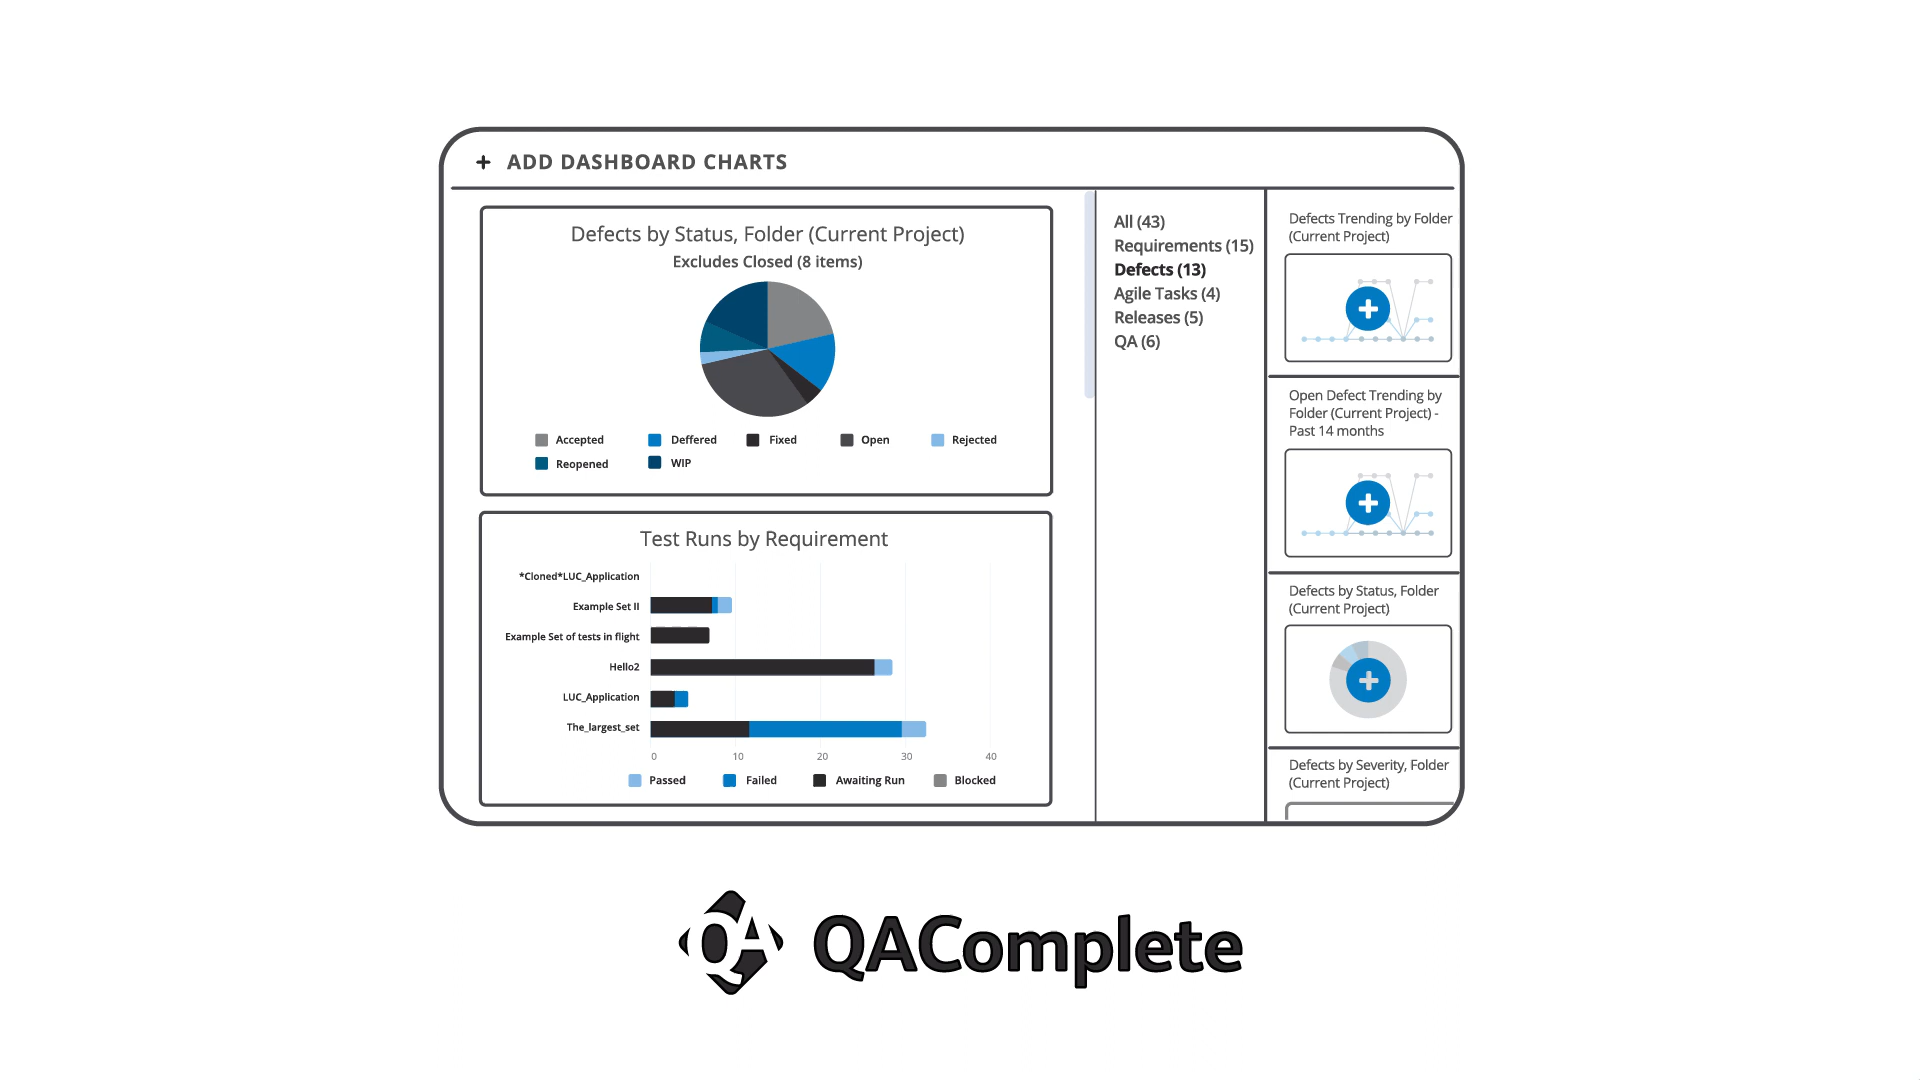 + ADD DASHBOARD CHARTS
Defects by Status, Folder (Current Project)
Excludes Closed (8 items)
Accepted
Deffered
Fixed
Open
Rejected
Reopened
WIP
Test Runs by Requirement
*Cloned*LUC_Application
Example Set II
Example Set of tests in flight
Hello2
LUC_Application
The_largest_set
0 10 20 30 40
Passed
Failed
Awaiting Run
Blocked
All (43)
Requirements (15)
Defects (13)
Agile Tasks (4)
Releases (5)
QA (6)
Defects Trending by Folder
(Current Project)
Open Defect Trending by
Folder (Current Project) -
Past 14 months
Defects by Status, Folder
(Current Project)
Defects by Severity, Folder
(Current Project)
QA QAComplete